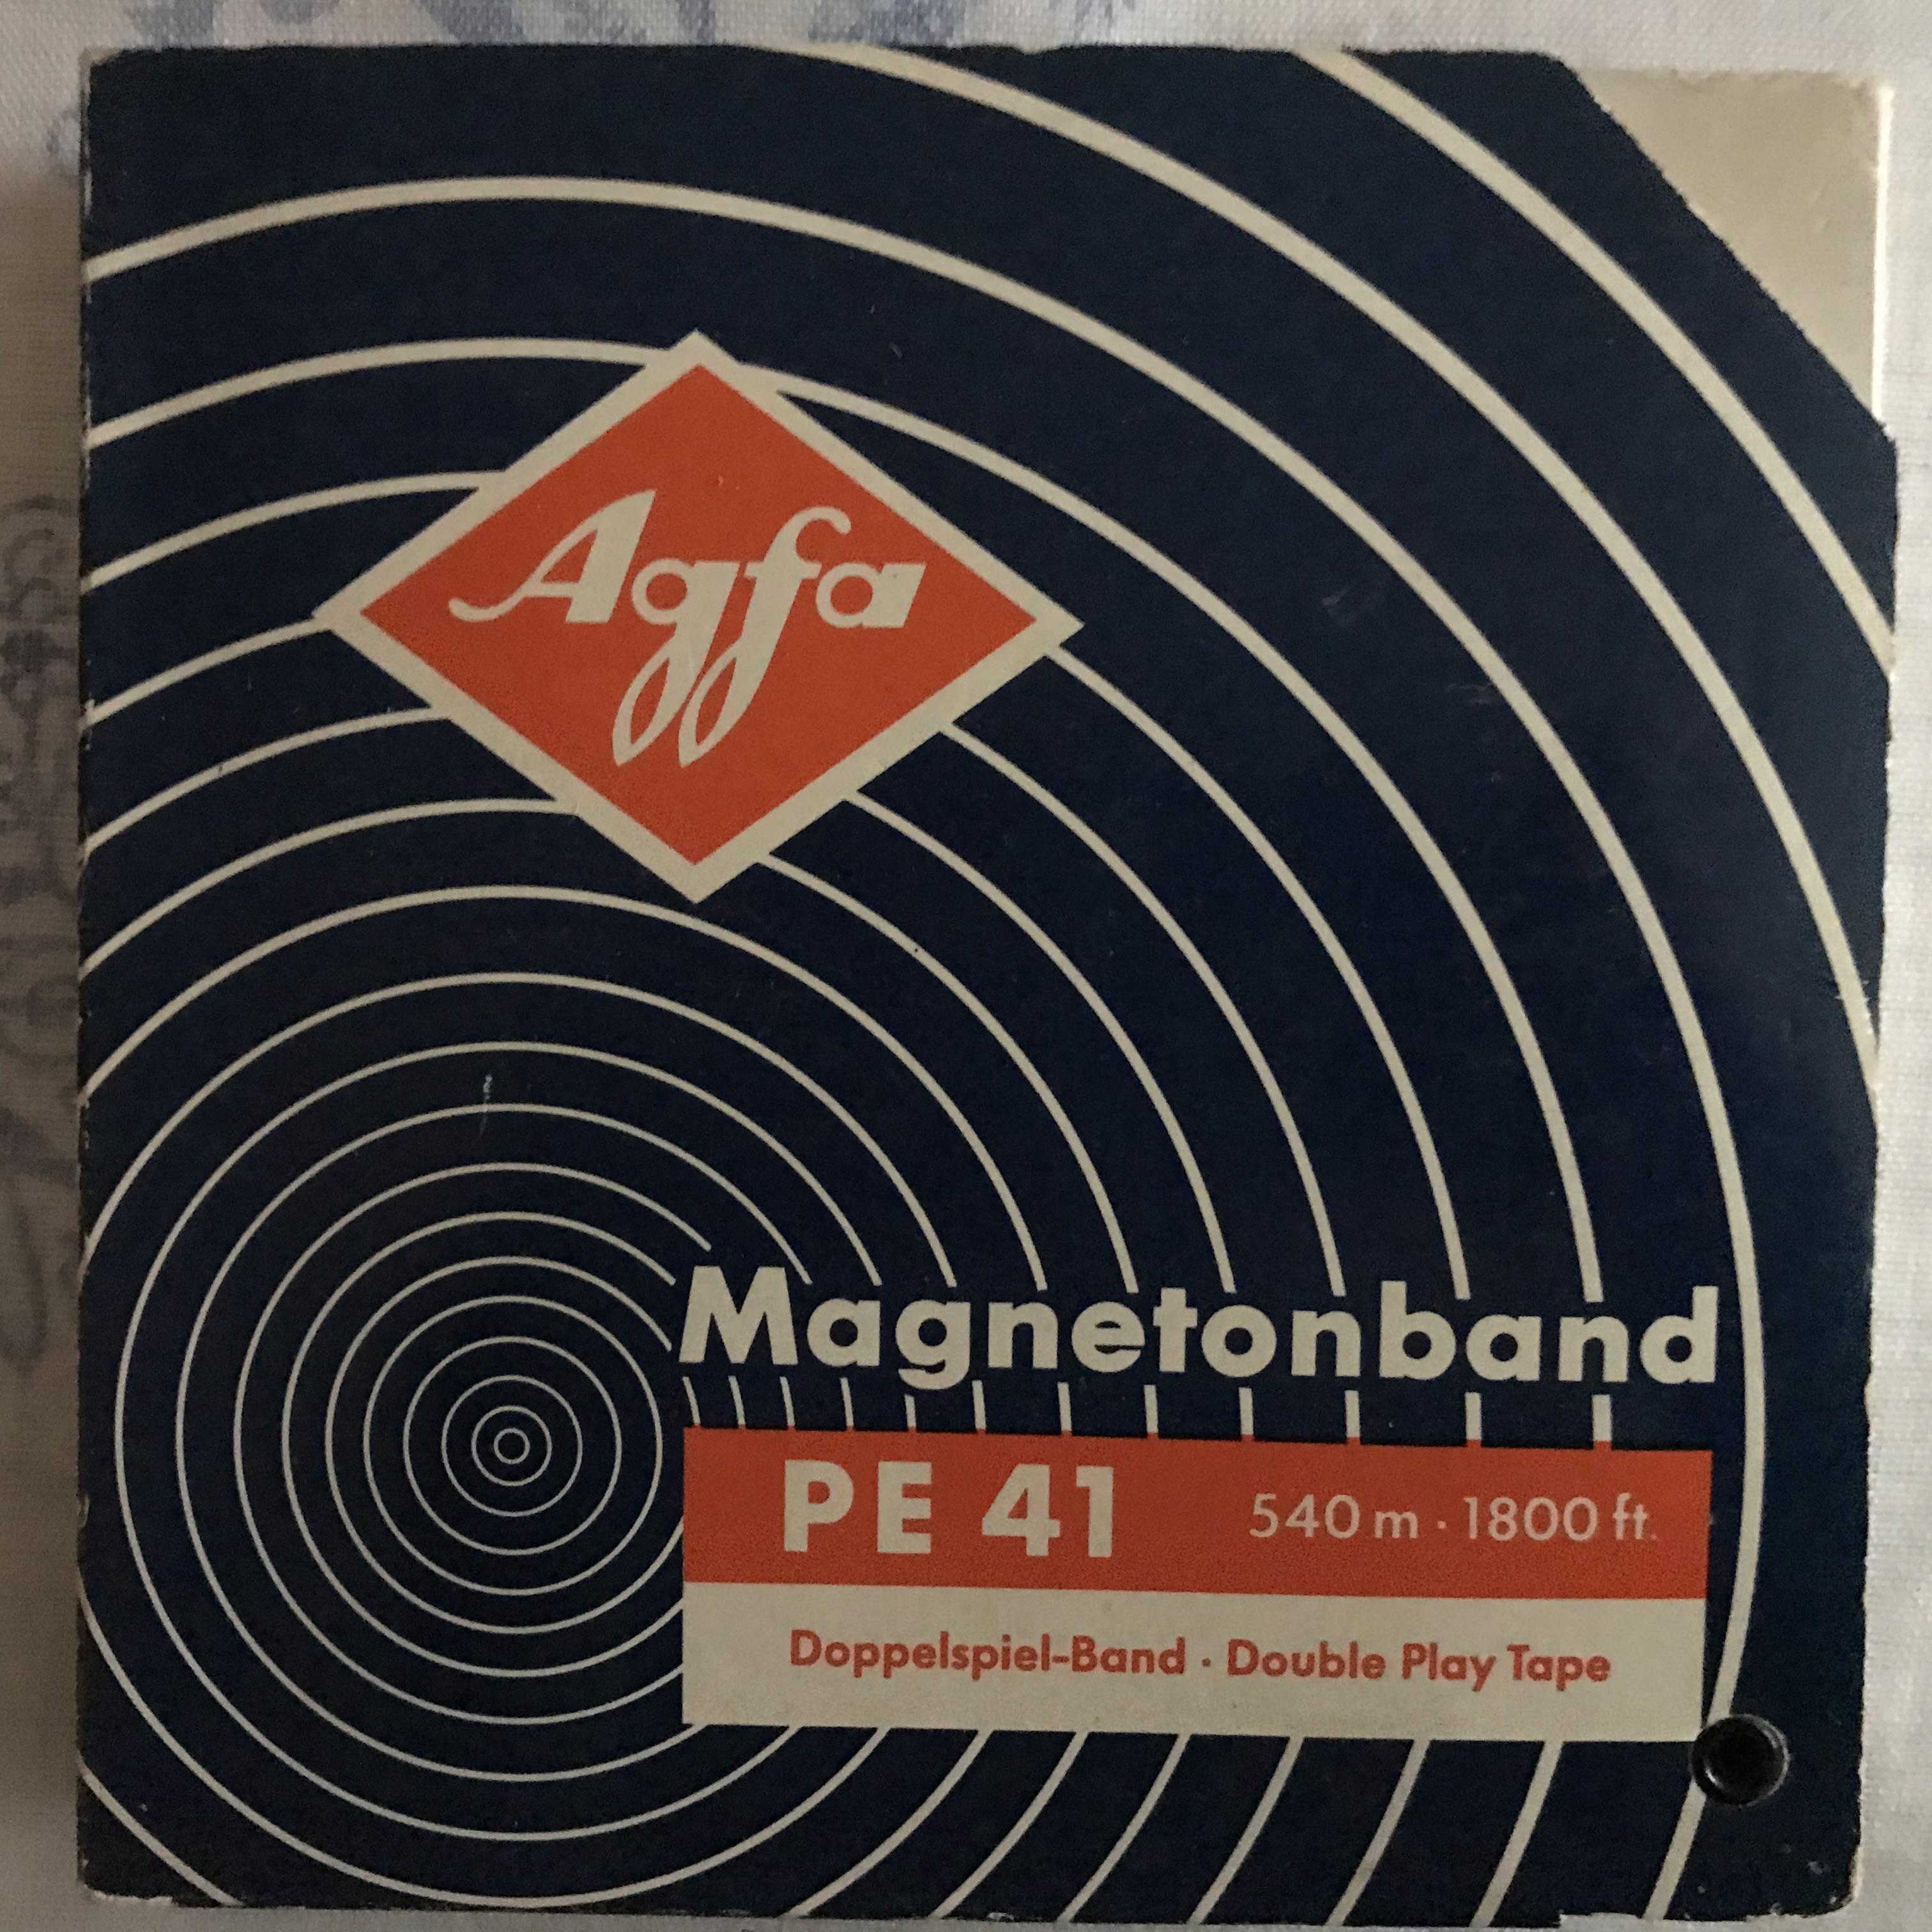 Agfa
Magnetonband
PE 41 540 m · 1800 ft.
Doppelspiel-Band · Double Play Tape